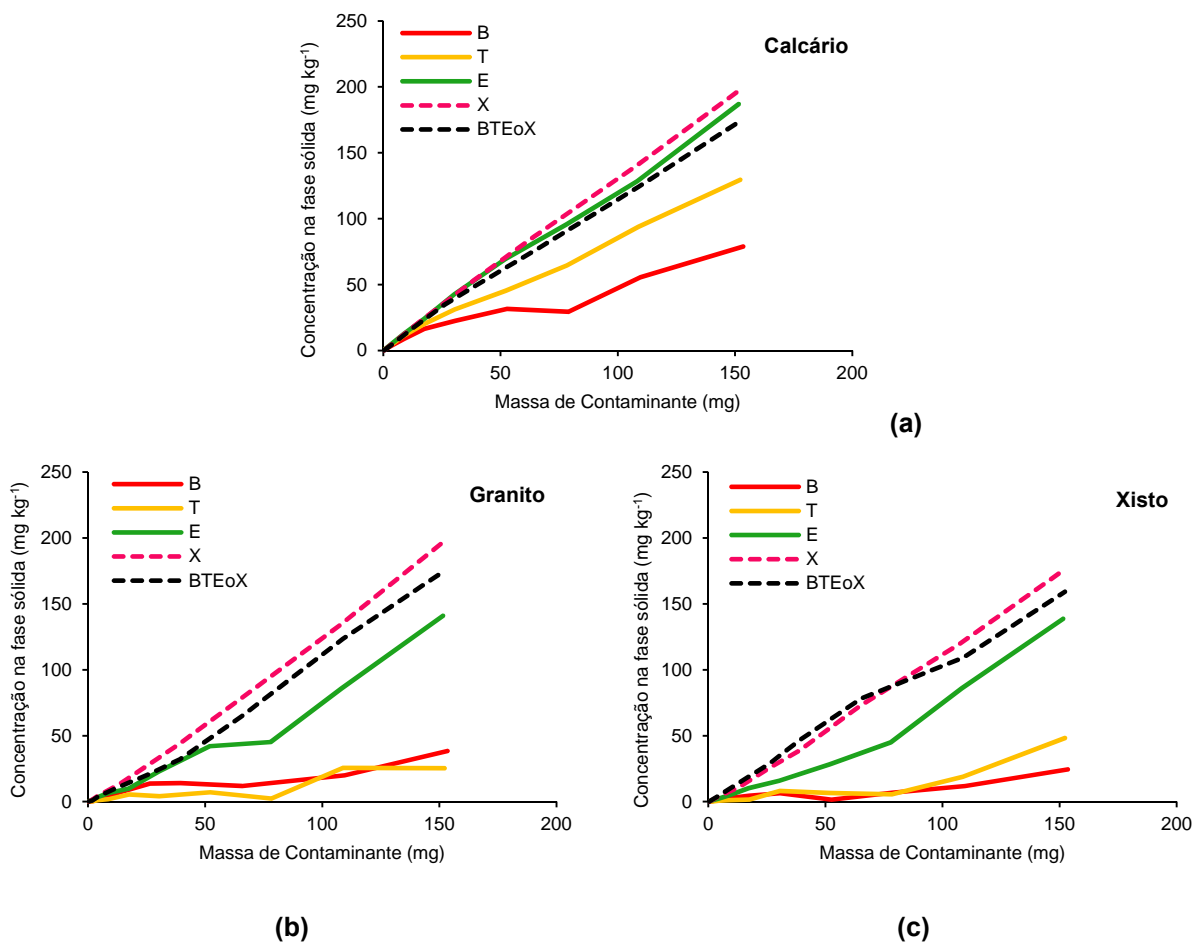 Calcário
B
T
E
X
BTEoX
Concentração na fase sólida (mg kg⁻¹)
250
200
150
100
50
0
0 50 100 150 200
Massa de Contaminante (mg)
(a)
Granito
B
T
E
X
BTEoX
Concentração na fase sólida (mg kg⁻¹)
250
200
150
100
50
0
0 50 100 150 200
Massa de Contaminante (mg)
(b)
Xisto
B
T
E
X
BTEoX
Concentração na fase sólida (mg kg⁻¹)
250
200
150
100
50
0
0 50 100 150 200
Massa de Contaminante (mg)
(c)